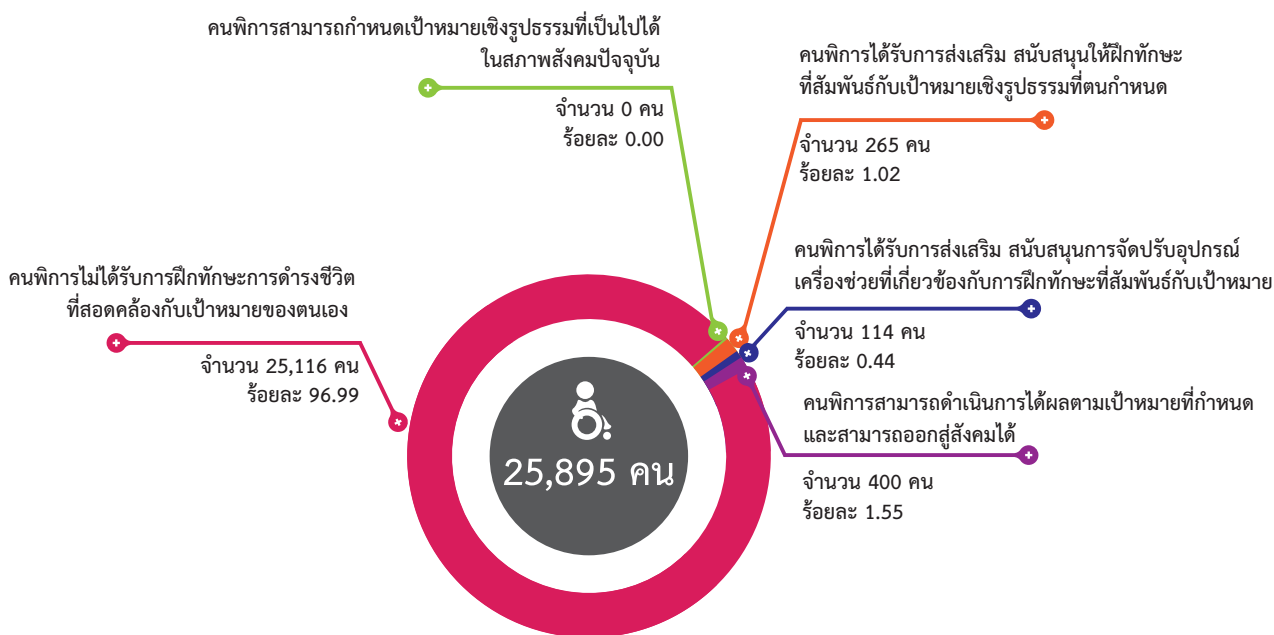 คนพิการสามารถกำหนดเป้าหมายเชิงรูปธรรมที่เป็นไปได้
ในสภาพสังคมปัจจุบัน
จำนวน 0 คน
ร้อยละ 0.00
คนพิการได้รับการส่งเสริม สนับสนุนให้ฝึกทักษะ
ที่สัมพันธ์กับเป้าหมายเชิงรูปธรรมที่ตนกำหนด
จำนวน 265 คน
ร้อยละ 1.02
คนพิการได้รับการส่งเสริม สนับสนุนการจัดปรับอุปกรณ์
เครื่องช่วยที่เกี่ยวข้องกับการฝึกทักษะที่สัมพันธ์กับเป้าหมาย
จำนวน 114 คน
ร้อยละ 0.44
คนพิการไม่ได้รับการฝึกทักษะการดำรงชีวิต
ที่สอดคล้องกับเป้าหมายของตนเอง
จำนวน 25,116 คน
ร้อยละ 96.99
คนพิการสามารถดำเนินการได้ผลตามเป้าหมายที่กำหนด
และสามารถออกสู่สังคมได้
จำนวน 400 คน
ร้อยละ 1.55
25,895 คน